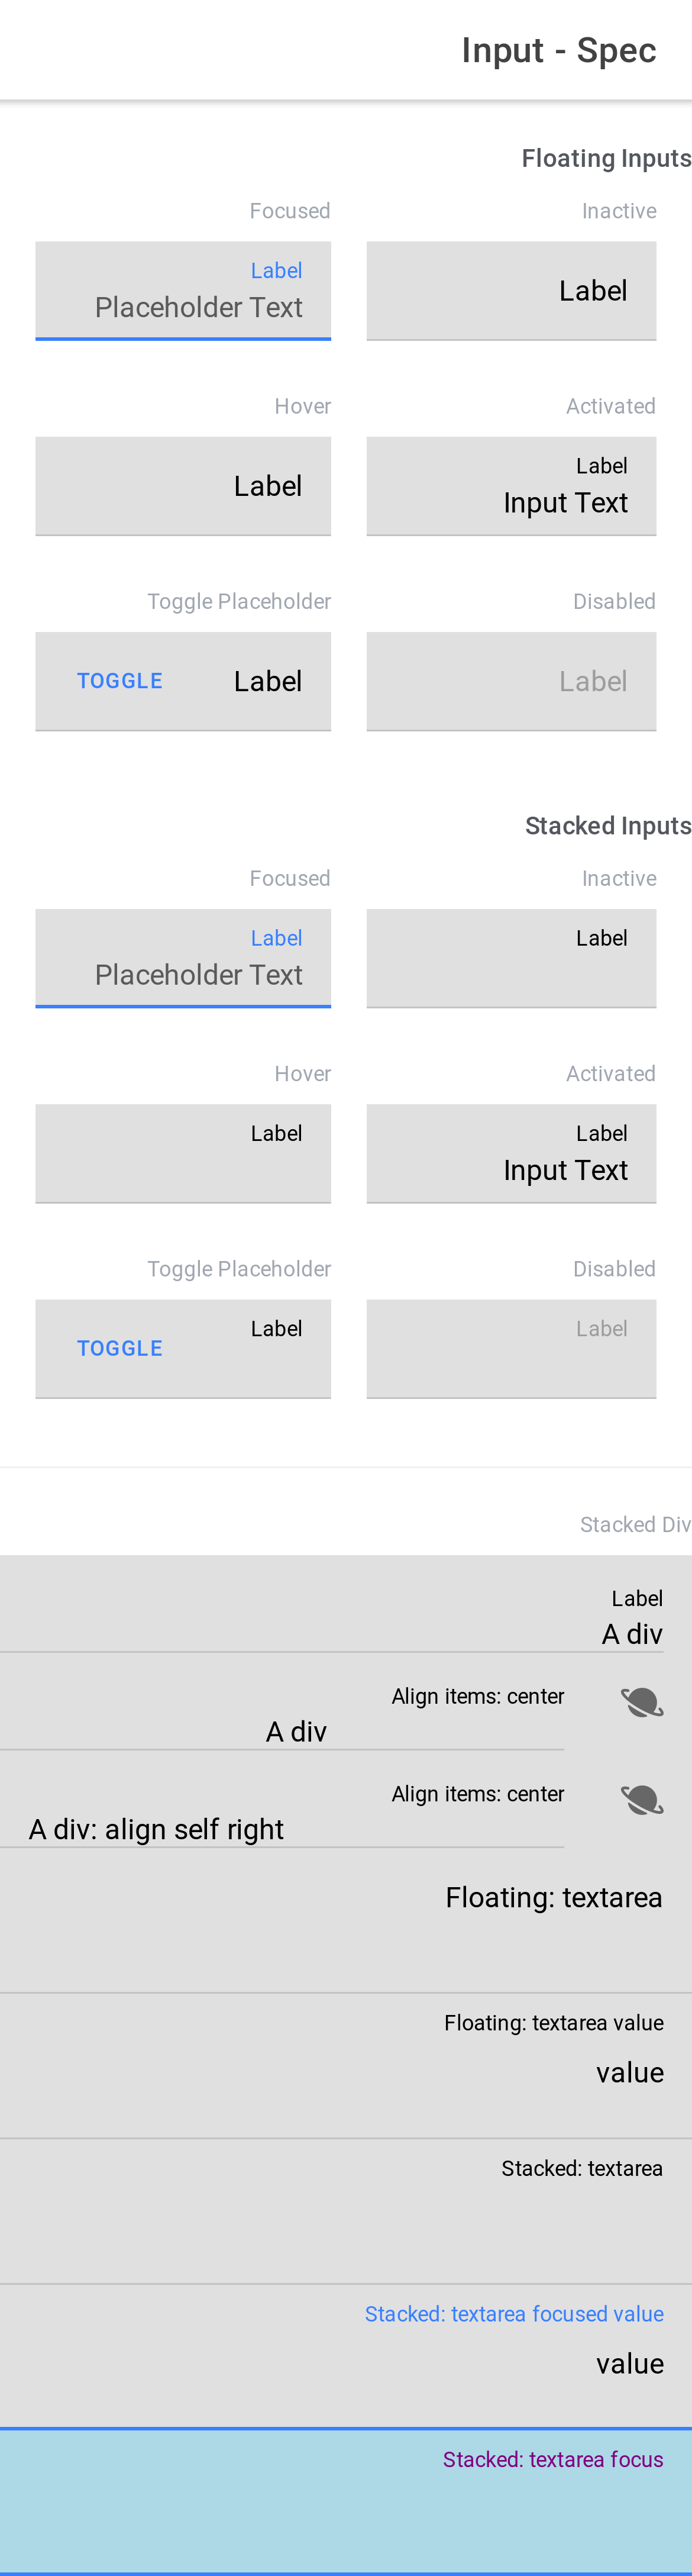 Input - Spec
Floating Inputs
Inactive
Focused
Label
Label
Placeholder Text
Activated
Hover
Label
Input Text
Label
Disabled
Toggle Placeholder
Label
Label
TOGGLE
Stacked Inputs
Inactive
Focused
Label
Label
Placeholder Text
Activated
Hover
Label
Input Text
Label
Disabled
Toggle Placeholder
Label
Label
TOGGLE
Stacked Div
Label
A div
Align items: center
A div
Align items: center
A div: align self right
Floating: textarea
Floating: textarea value
value
Stacked: textarea
Stacked: textarea focused value
value
Stacked: textarea focus